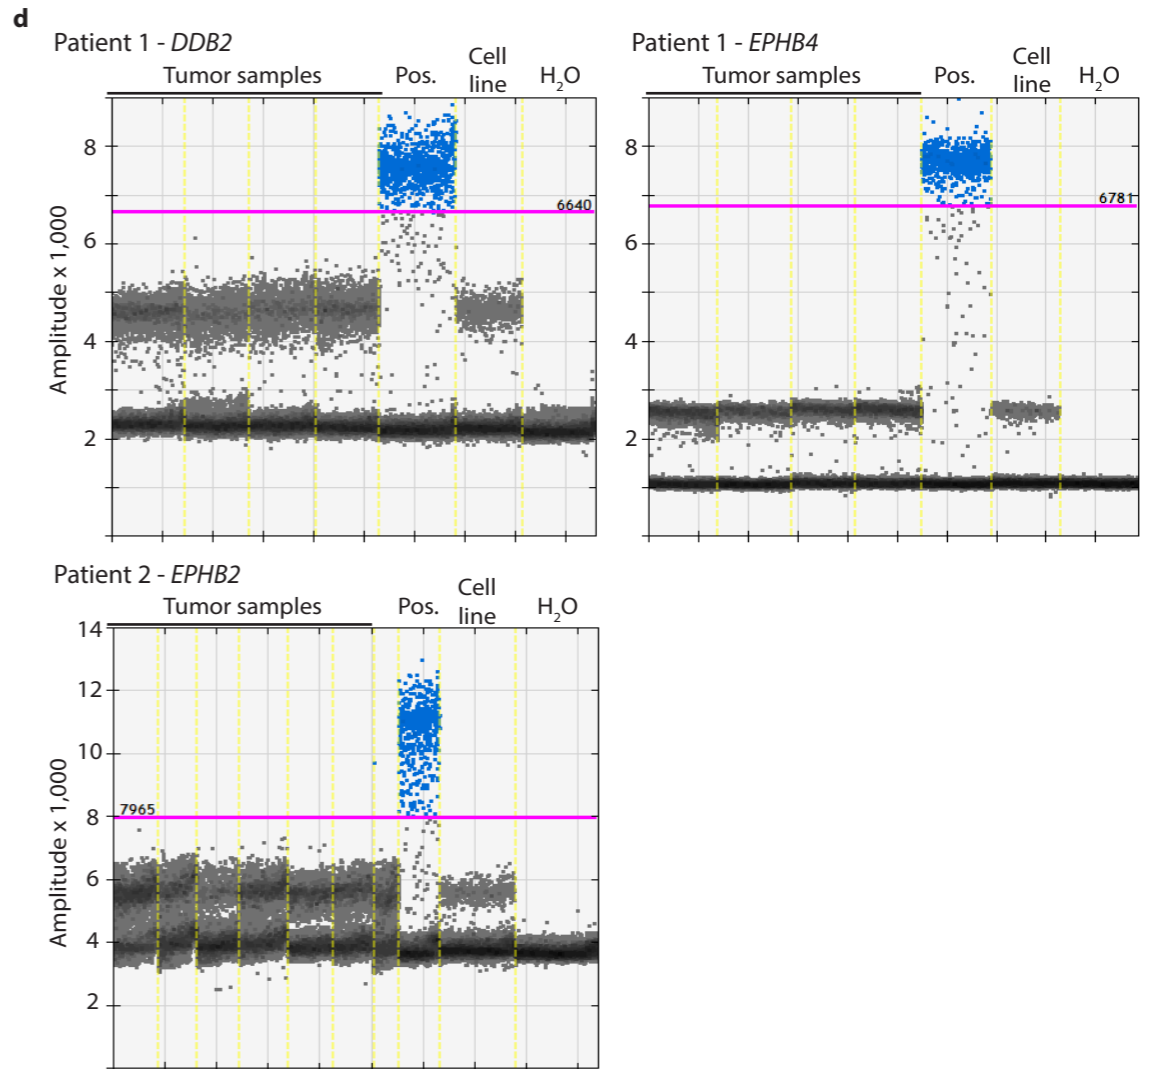 d
Patient 1 - DDB2
Tumor samples
Pos.
Cell
line
H2O
Amplitude x 1,000
8
6
4
2
6640
Patient 1 - EPHB4
Tumor samples
Pos.
Cell
line
H2O
8
6
4
2
6781
Patient 2 - EPHB2
Tumor samples
Pos.
Cell
line
H2O
Amplitude x 1,000
14
12
10
8
6
4
2
7965